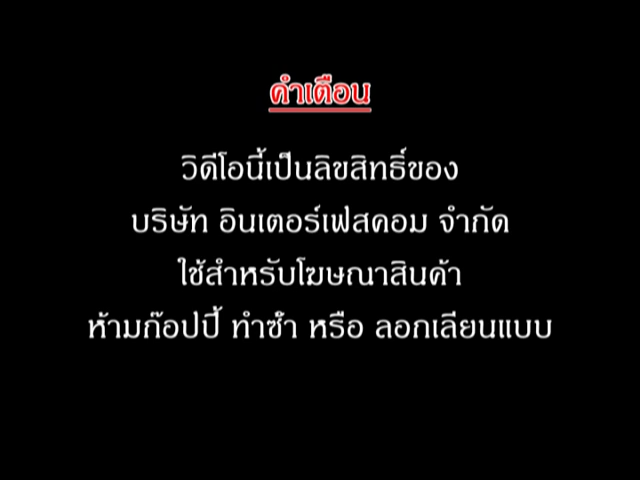 คำเตือน
วิดีโอนี้เป็นลิขสิทธิ์ของ
บริษัท อินเตอร์เฟสคอม จำกัด
ใช้สำหรับโฆษณาสินค้า
ห้ามก๊อปปี้ ทำซ้ำ หรือ ลอกเลียนแบบ